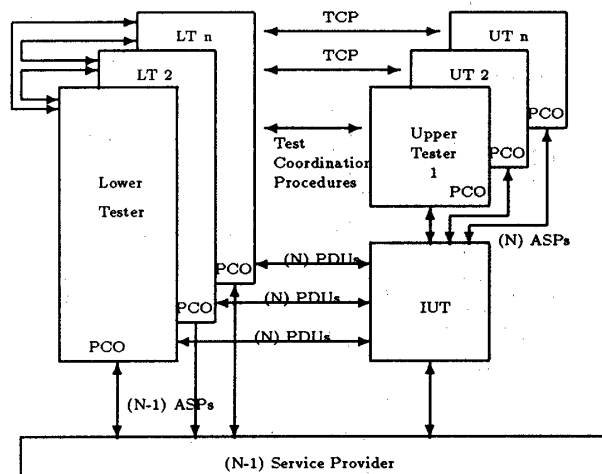 LT n
TCP
UT n
LT 2
TCP
UT 2
PCO
Upper
Tester
1
PCO
PCO
Test
Coordination
Procedures
Lower
Tester
(N) ASPs
(N) PDUs
PCO
(N) PDUs
PCO
IUT
(N) PDUs
PCO
(N-1) ASPs
(N-1) Service Provider